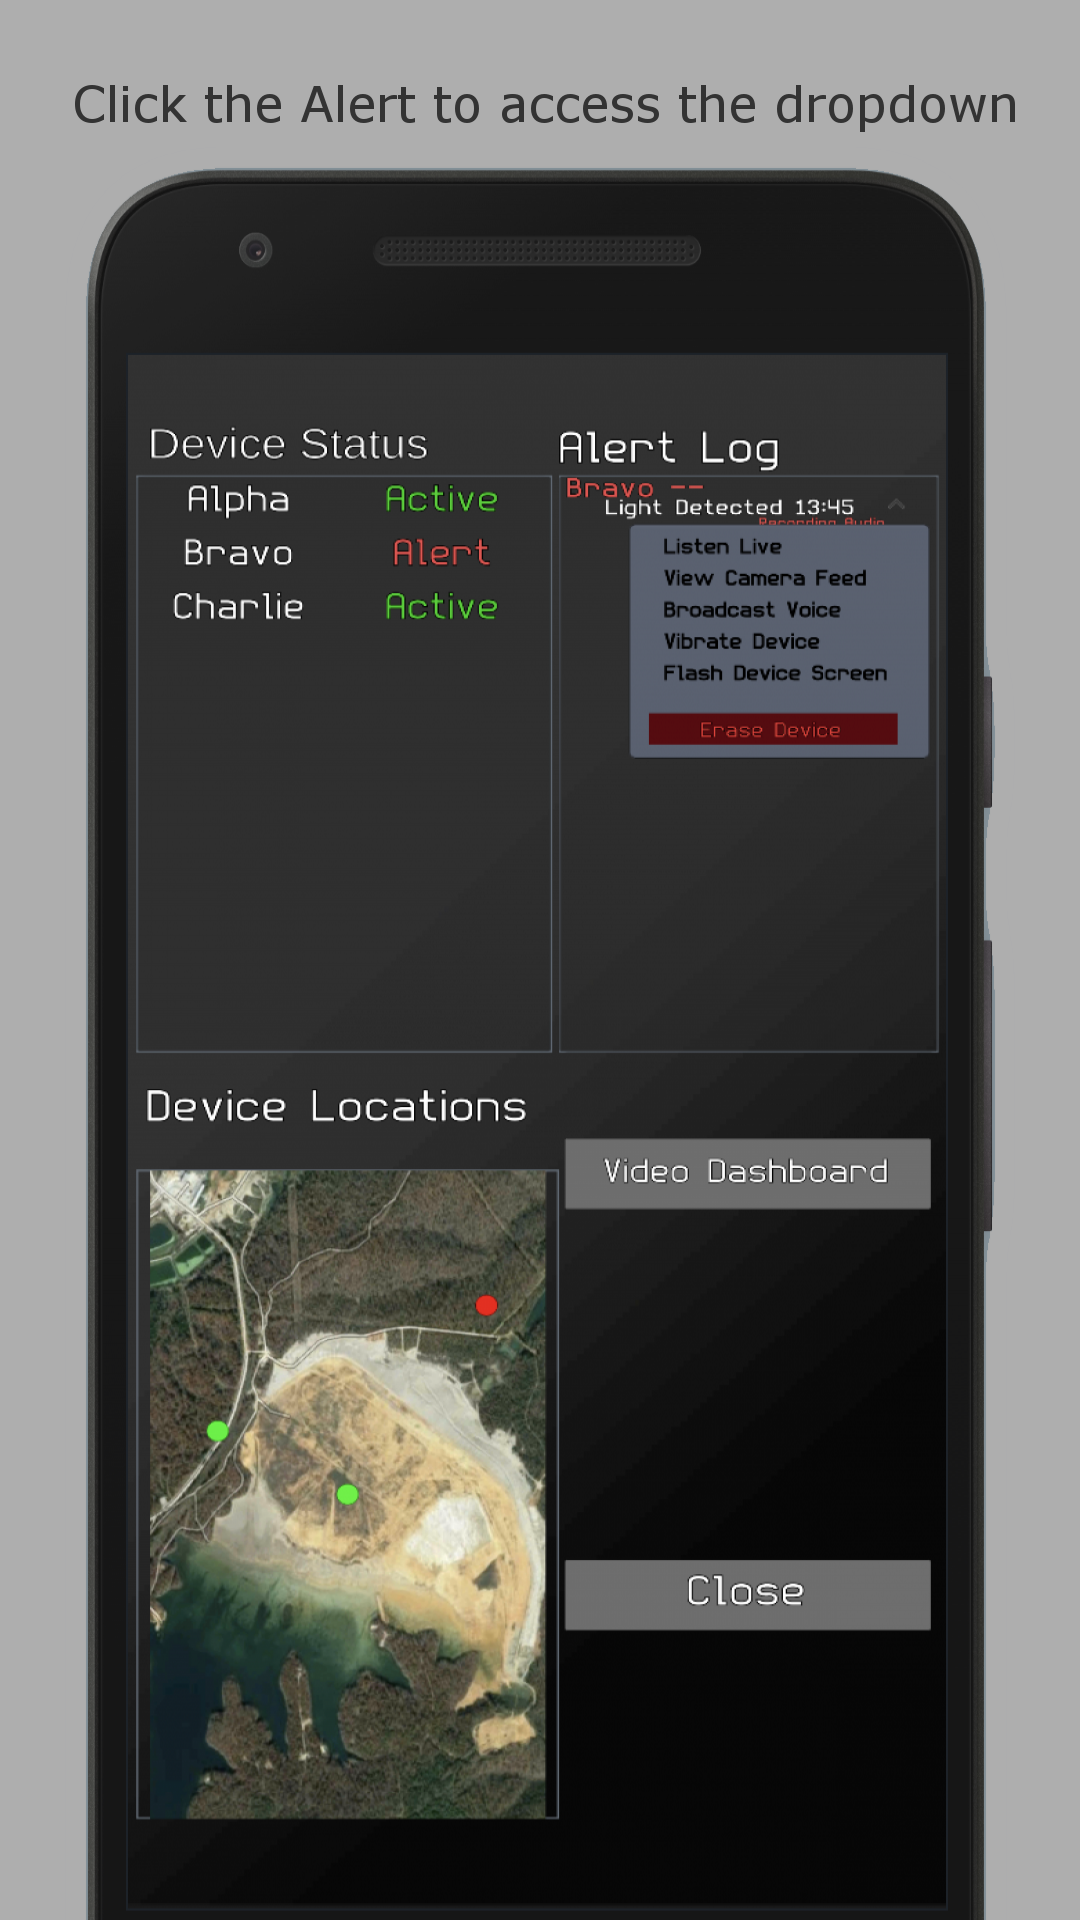 Click the Alert to access the dropdown
Device Status
Alpha Active
Bravo Alert
Charlie Active
Alert Log
Bravo --
Light Detected 13:45
Recording Audio
Listen Live
View Camera Feed
Broadcast Voice
Vibrate Device
Flash Device Screen
Erase Device
Device Locations
Video Dashboard
Close